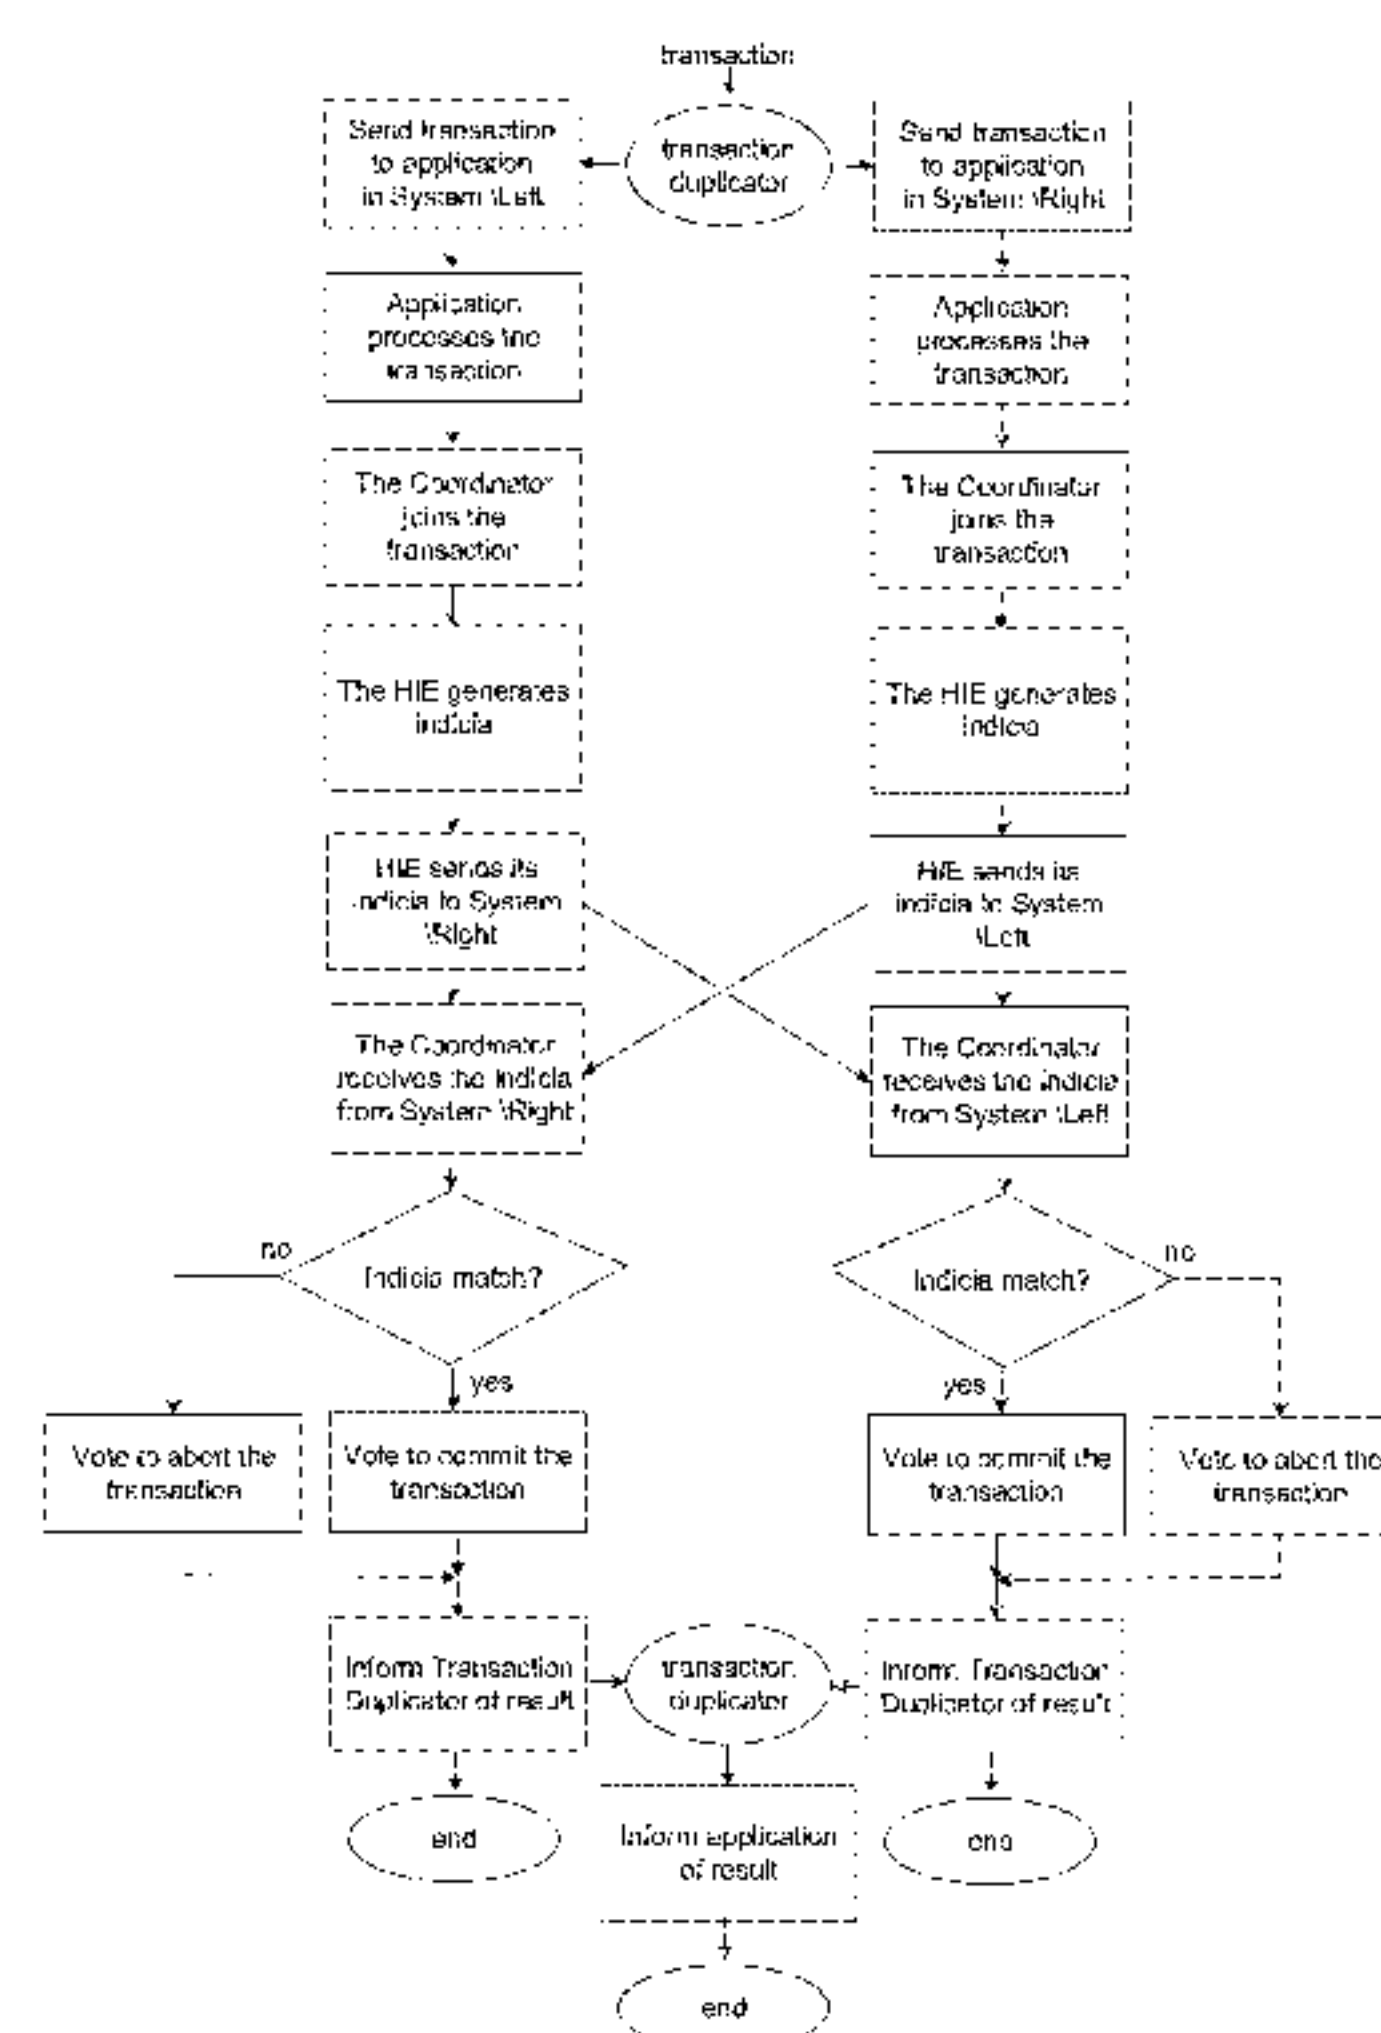 transaction
Send transaction
to application
in System \Left
transaction
duplicator
Send transaction
to application
in System \Right
Application
processes the
transaction
Application
processes the
transaction
The Coordinator
joins the
transaction
The Coordinator
joins the
transaction
The HIE generates
indicia
The HIE generates
indicia
HIE sends its
indicia to System
\Right
HIE sends its
indicia to System
\Left
The Coordinator
receives the indicia
from System \Right
The Coordinator
receives the indicia
from System \Left
no
Indicia match?
yes
Indicia match?
no
yes
Vote to abort the
transaction
Vote to commit the
transaction
Vote to commit the
transaction
Vote to abort the
transaction
Inform Transaction
Duplicator of result
transaction
duplicator
Inform Transaction
Duplicator of result
end
Inform application
of result
end
end